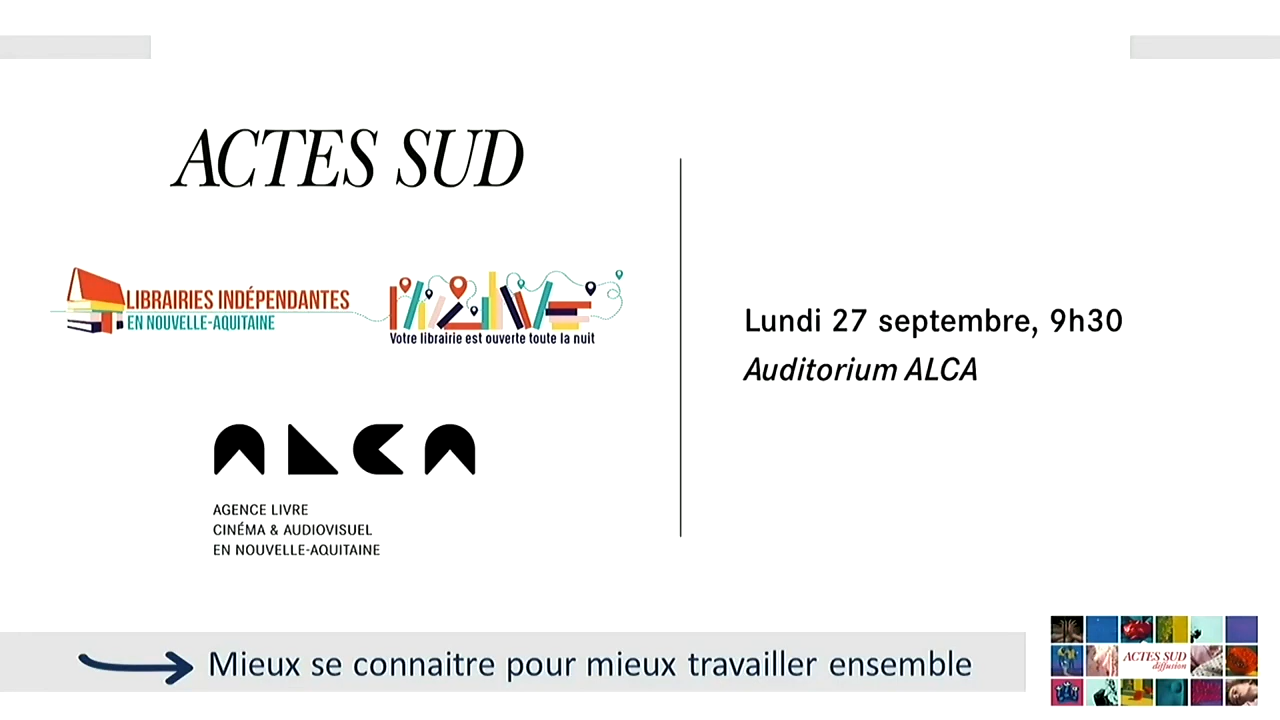 ACTES SUD
LIBRAIRIES INDÉPENDANTES
EN NOUVELLE-AQUITAINE
Votre librairie est ouverte toute la nuit
ALCA
AGENCE LIVRE
CINÉMA & AUDIOVISUEL
EN NOUVELLE-AQUITAINE
Lundi 27 septembre, 9h30
Auditorium ALCA
Mieux se connaitre pour mieux travailler ensemble
ACTES SUD
diffusion